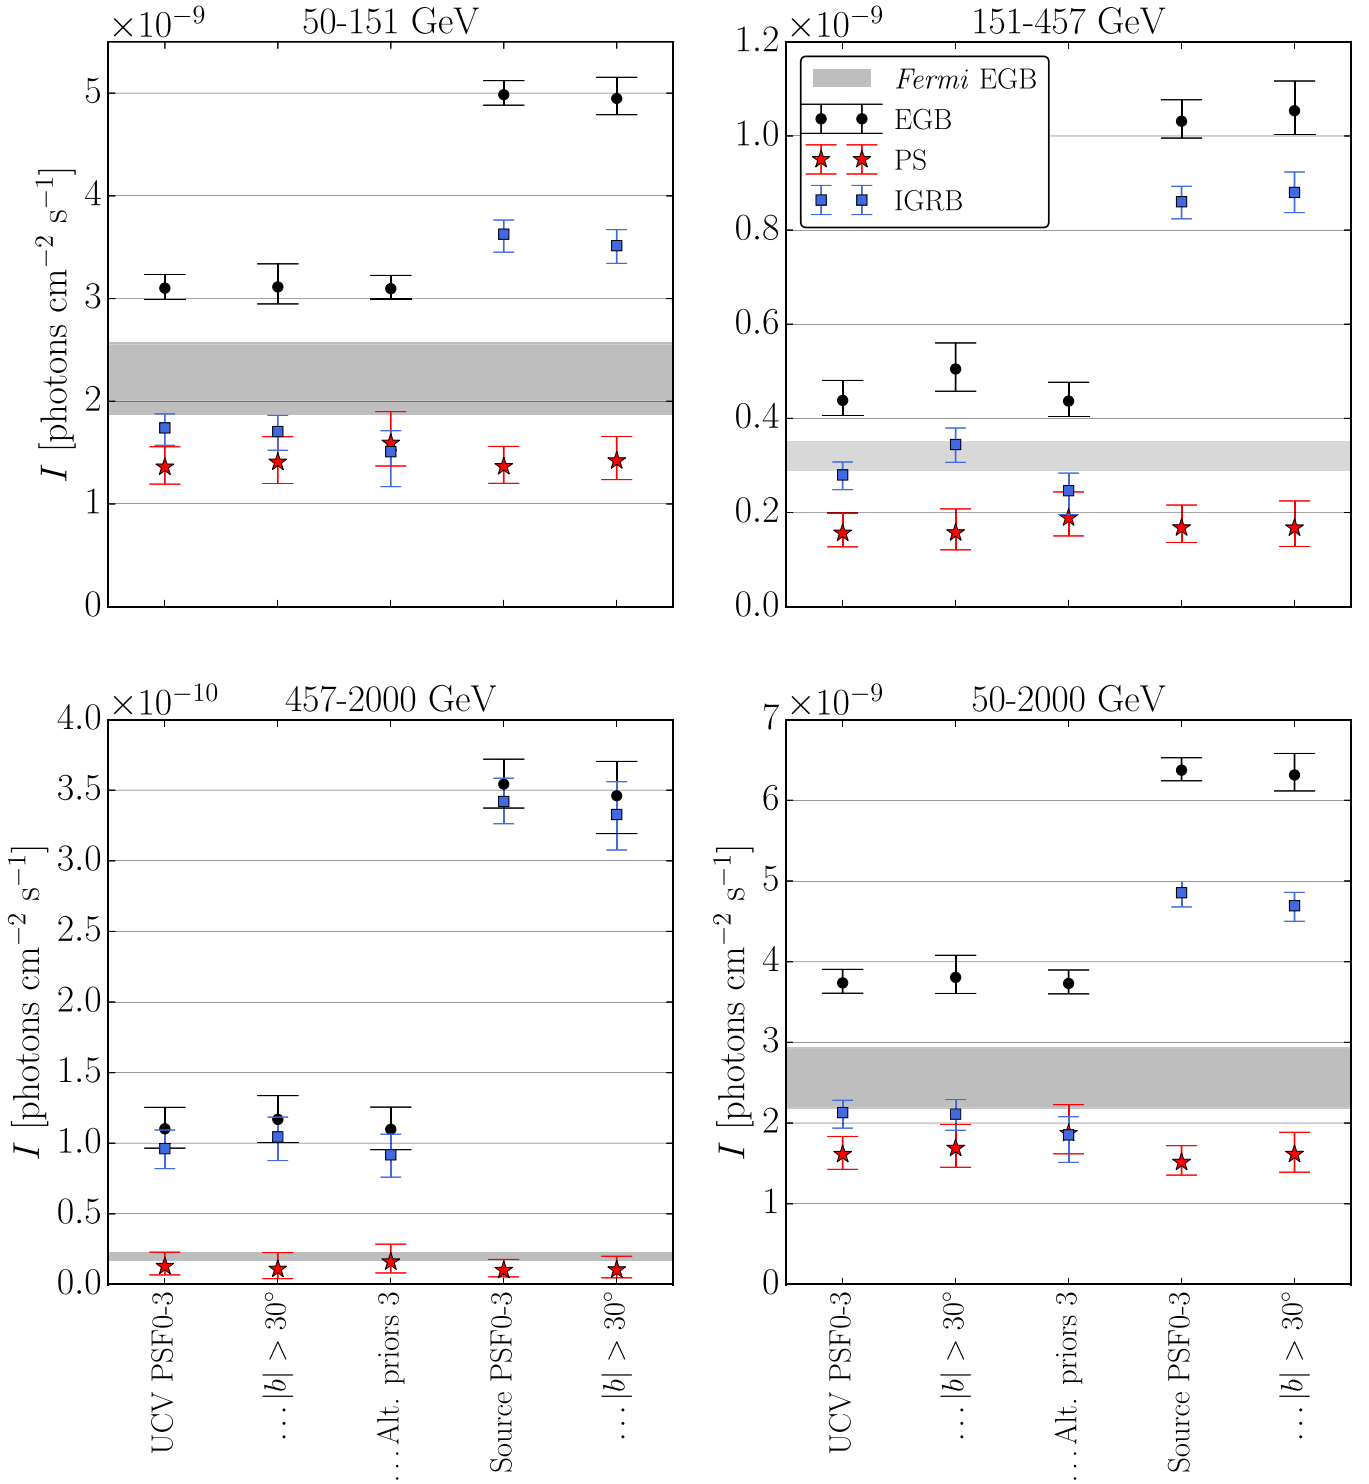 ×10⁻⁹ 50-151 GeV
5
4
3
2
1
0
I [photons cm⁻² s⁻¹]
×10⁻⁹ 151-457 GeV
1.2
1.0
0.8
0.6
0.4
0.2
0.0
I [photons cm⁻² s⁻¹]
Fermi EGB
EGB
PS
IGRB
×10⁻¹⁰ 457-2000 GeV
4.0
3.5
3.0
2.5
2.0
1.5
1.0
0.5
0.0
I [photons cm⁻² s⁻¹]
UCV PSF0-3
...|b| > 30°
...Alt. priors 3
Source PSF0-3
...|b| > 30°
×10⁻⁹ 50-2000 GeV
7
6
5
4
3
2
1
0
I [photons cm⁻² s⁻¹]
UCV PSF0-3
...|b| > 30°
...Alt. priors 3
Source PSF0-3
...|b| > 30°